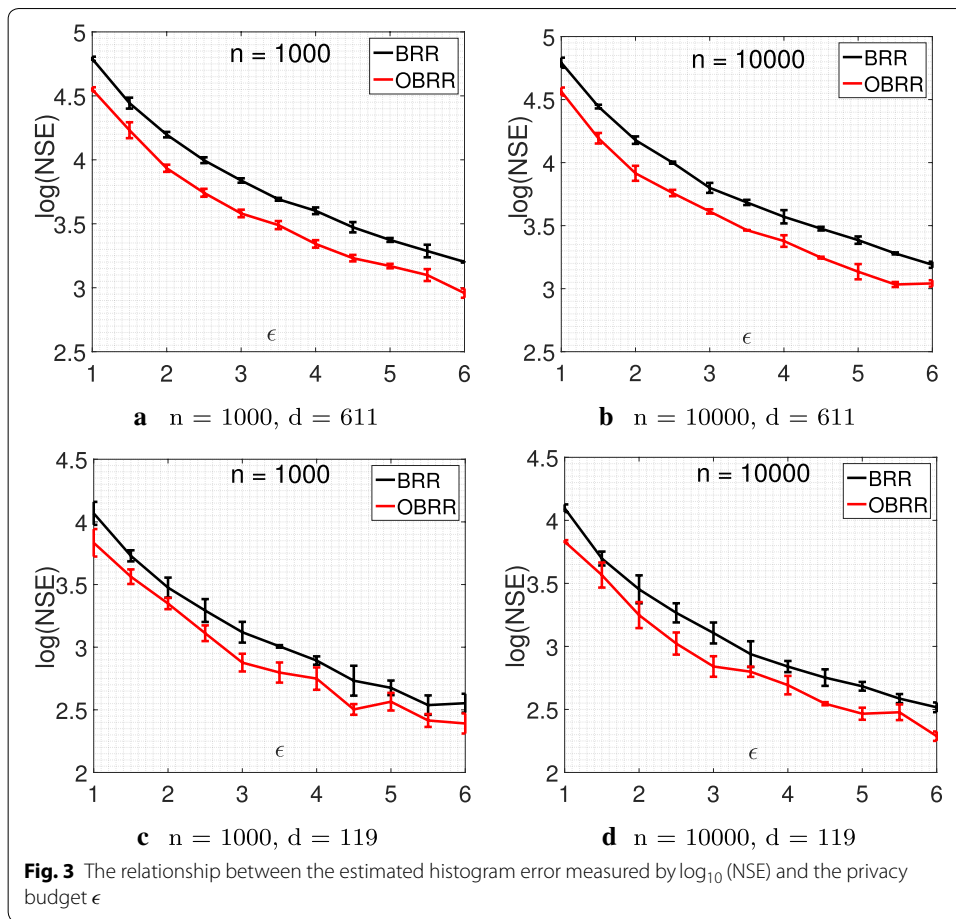 n = 1000
BRR
OBRR
log(NSE)
5
4.5
4
3.5
3
2.5
ϵ
1 2 3 4 5 6
a n = 1000, d = 611
n = 10000
BRR
OBRR
log(NSE)
5
4.5
4
3.5
3
2.5
ϵ
1 2 3 4 5 6
b n = 10000, d = 611
n = 1000
BRR
OBRR
log(NSE)
4.5
4
3.5
3
2.5
2
ϵ
1 2 3 4 5 6
c n = 1000, d = 119
n = 10000
BRR
OBRR
log(NSE)
4.5
4
3.5
3
2.5
2
ϵ
1 2 3 4 5 6
d n = 10000, d = 119
Fig. 3 The relationship between the estimated histogram error measured by log₁₀ (NSE) and the privacy
budget ϵ